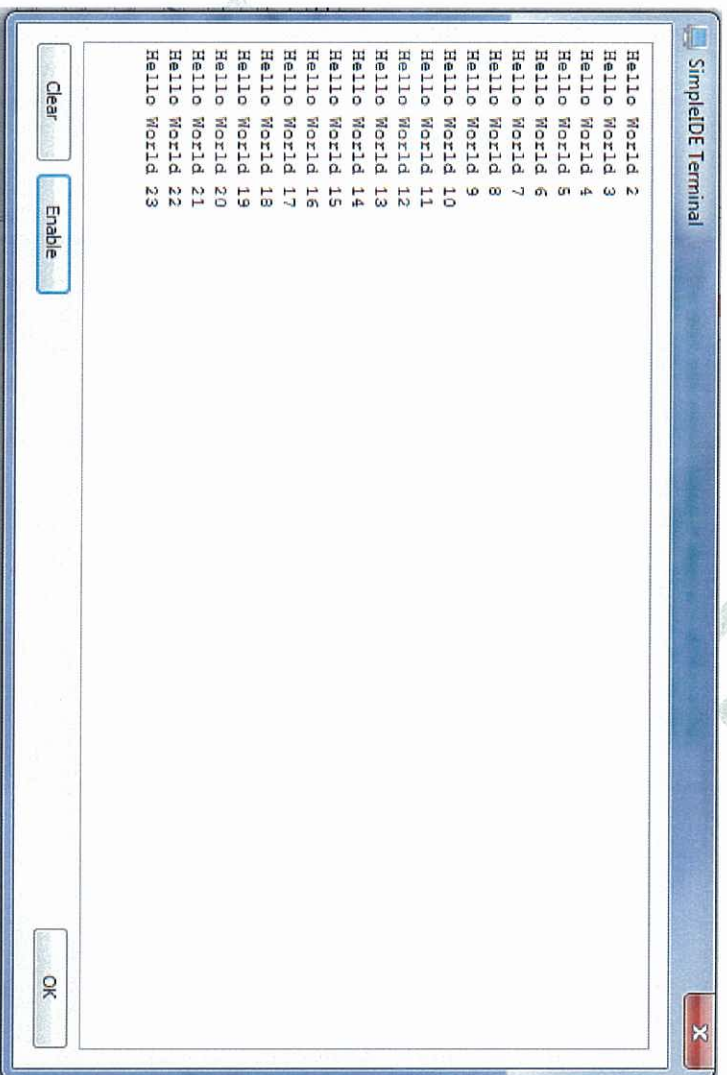 SimpleIDE Terminal
Hello World 2
Hello World 3
Hello World 4
Hello World 5
Hello World 6
Hello World 7
Hello World 8
Hello World 9
Hello World 10
Hello World 11
Hello World 12
Hello World 13
Hello World 14
Hello World 15
Hello World 16
Hello World 17
Hello World 18
Hello World 19
Hello World 20
Hello World 21
Hello World 22
Hello World 23
Clear Enable OK